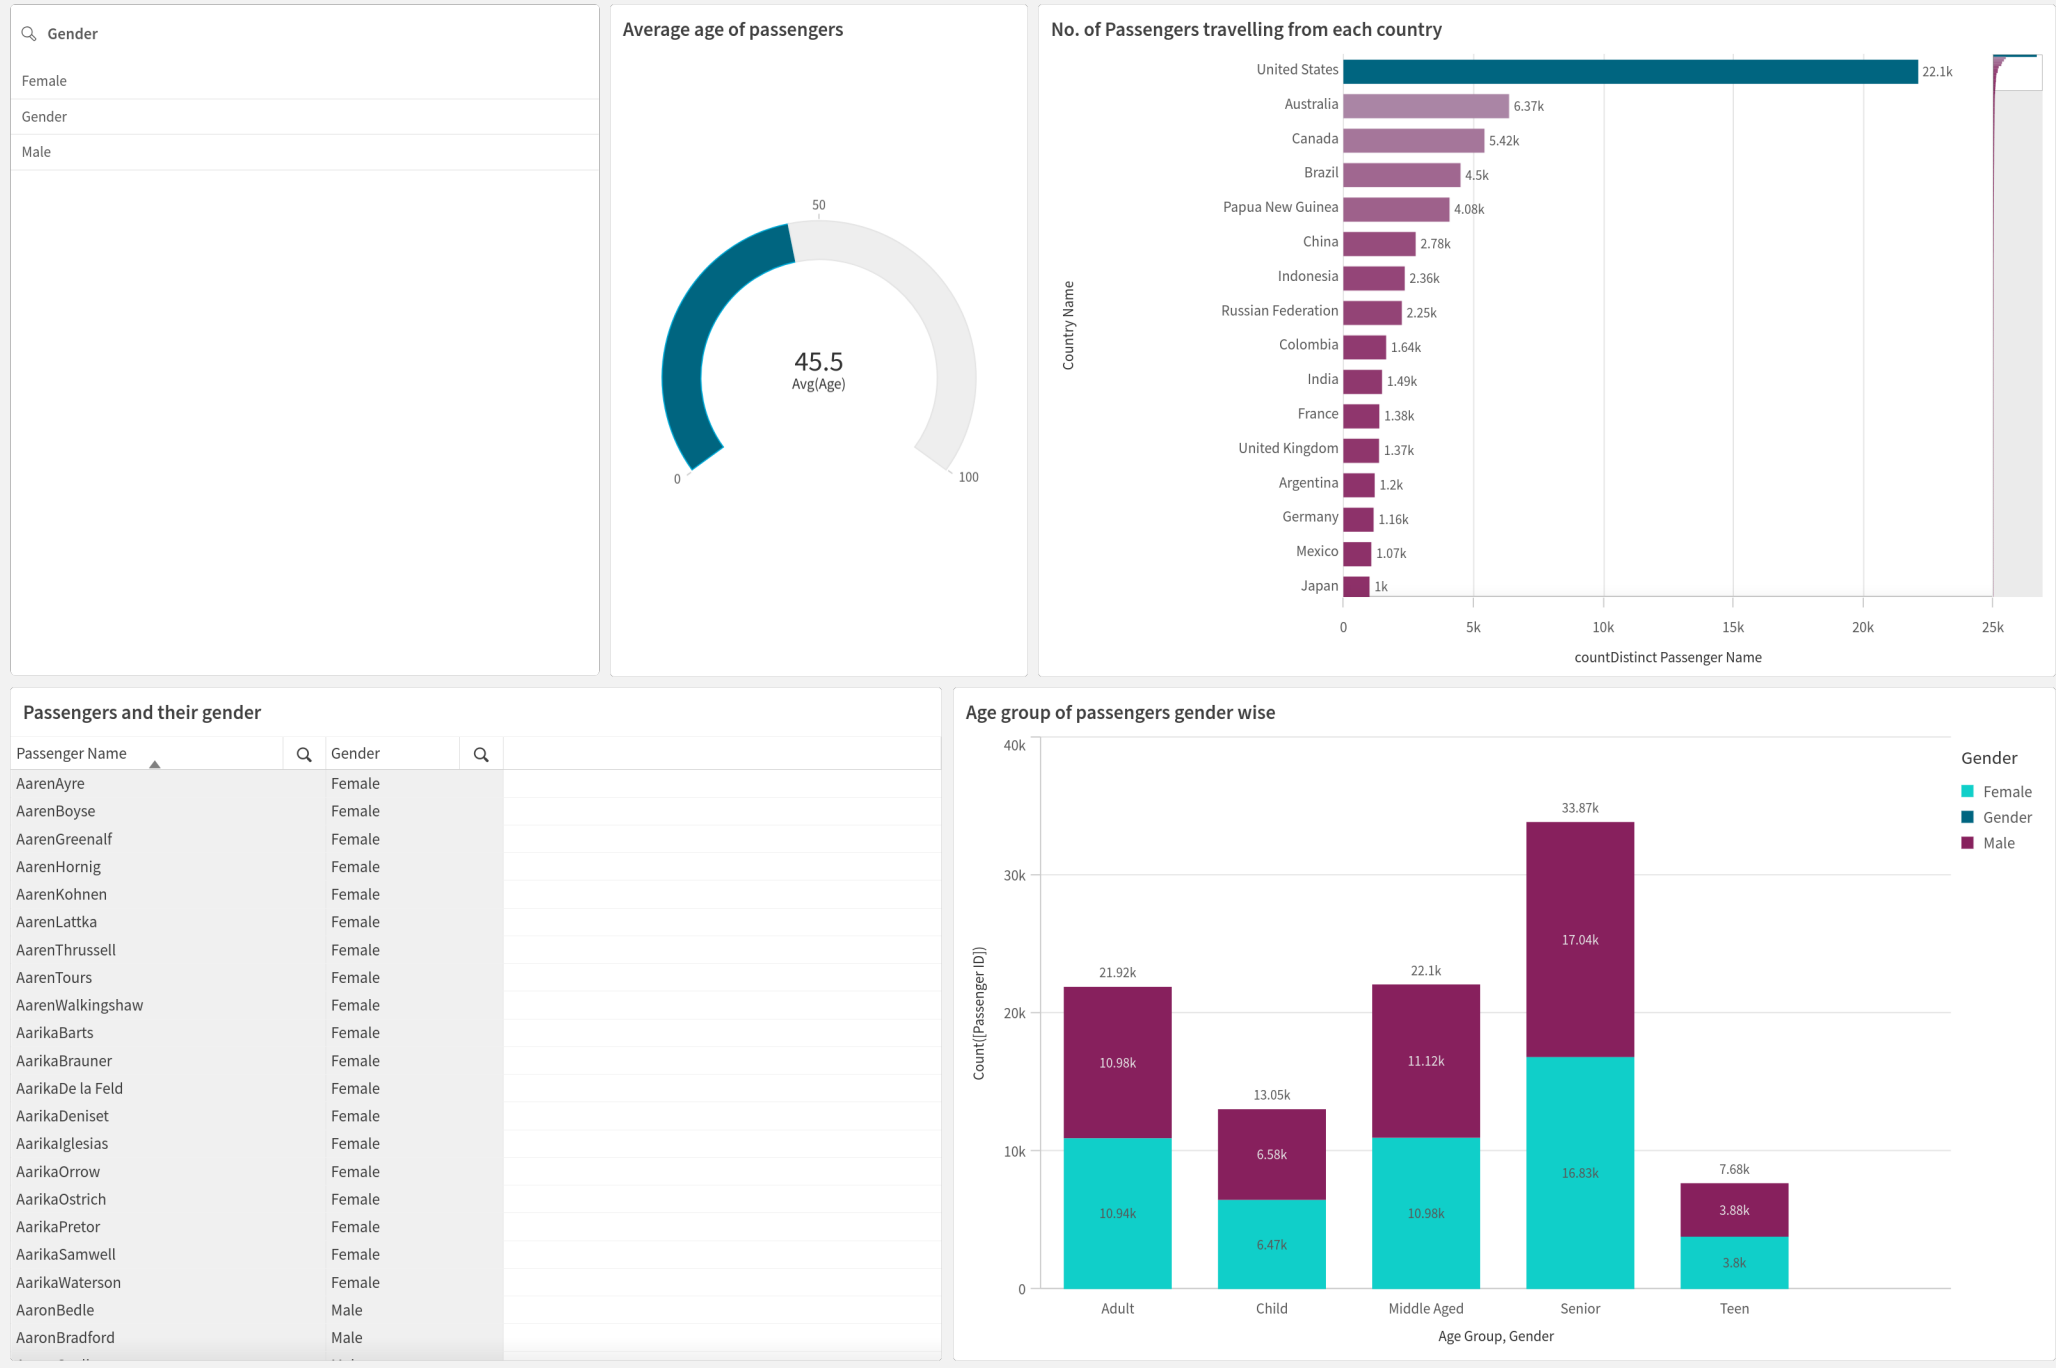 Gender
Female
Gender
Male
Average age of passengers
50
45.5
Avg(Age)
0
100
No. of Passengers travelling from each country
Country Name
United States 22.1k
Australia 6.37k
Canada 5.42k
Brazil 4.5k
Papua New Guinea 4.08k
China 2.78k
Indonesia 2.36k
Russian Federation 2.25k
Colombia 1.64k
India 1.49k
France 1.38k
United Kingdom 1.37k
Argentina 1.2k
Germany 1.16k
Mexico 1.07k
Japan 1k
0 5k 10k 15k 20k 25k
countDistinct Passenger Name
Passengers and their gender
Passenger Name Gender
AarenAyre Female
AarenBoyse Female
AarenGreenalf Female
AarenHornig Female
AarenKohnen Female
AarenLattka Female
AarenThrussell Female
AarenTours Female
AarenWalkingshaw Female
AarikaBarts Female
AarikaBrauner Female
AarikaDe la Feld Female
AarikaDeniset Female
AarikaIglesias Female
AarikaOrrow Female
AarikaOstrich Female
AarikaPretor Female
AarikaSamwell Female
AarikaWaterson Female
AaronBedle Male
AaronBradford Male
Age group of passengers gender wise
Count([Passenger ID])
40k
30k
20k
10k
0
21.92k
10.98k
10.94k
13.05k
6.58k
6.47k
22.1k
11.12k
10.98k
33.87k
17.04k
16.83k
7.68k
3.88k
3.8k
Adult Child Middle Aged Senior Teen
Age Group, Gender
Gender
Female
Gender
Male